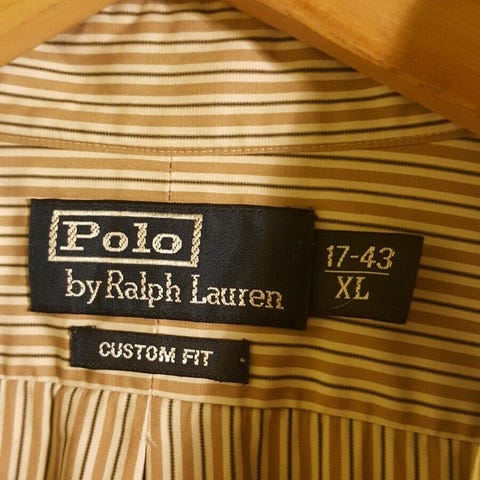 Polo
by Ralph Lauren
17-43
XL
CUSTOM FIT